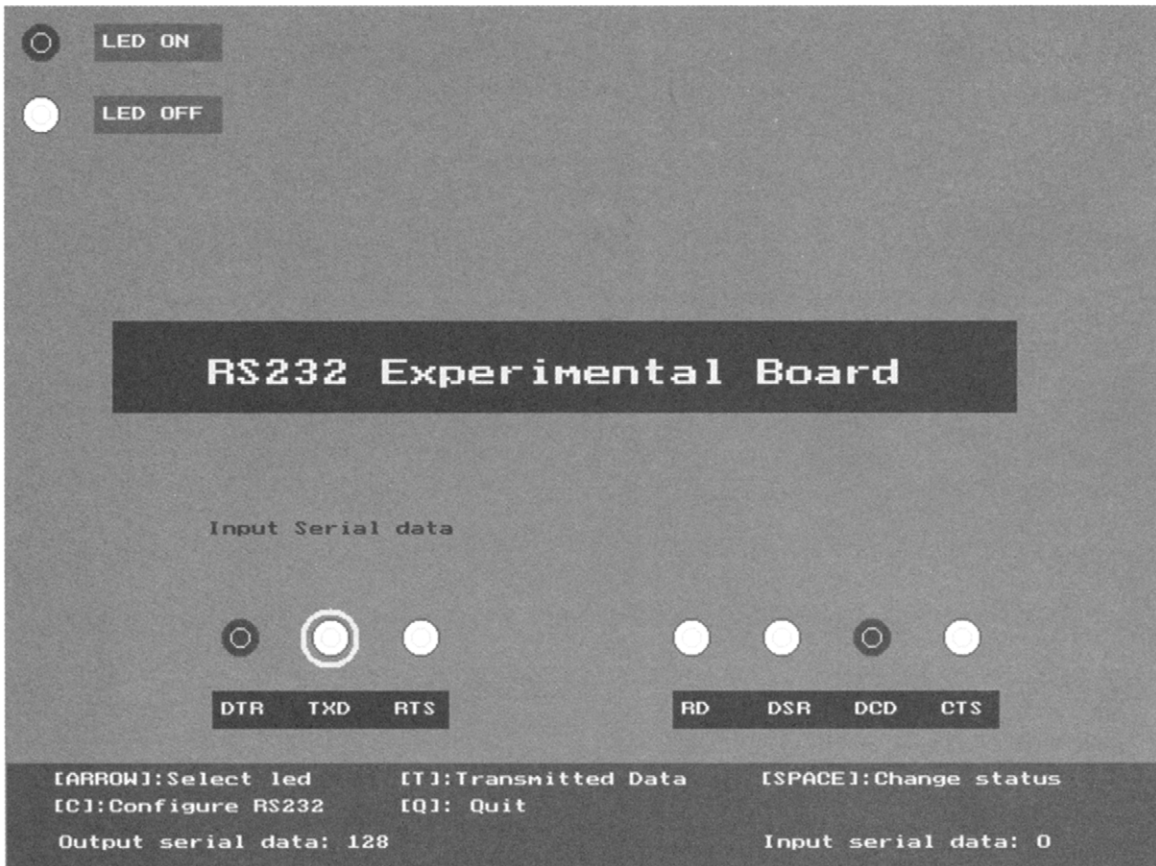 LED ON
LED OFF
RS232 Experimental Board
Input Serial data
DTR TXD RTS RD DSR DCD CTS
[ARROW]:Select led [T]:Transmitted Data [SPACE]:Change status
[C]:Configure RS232 [Q]: Quit
Output serial data: 128 Input serial data: 0